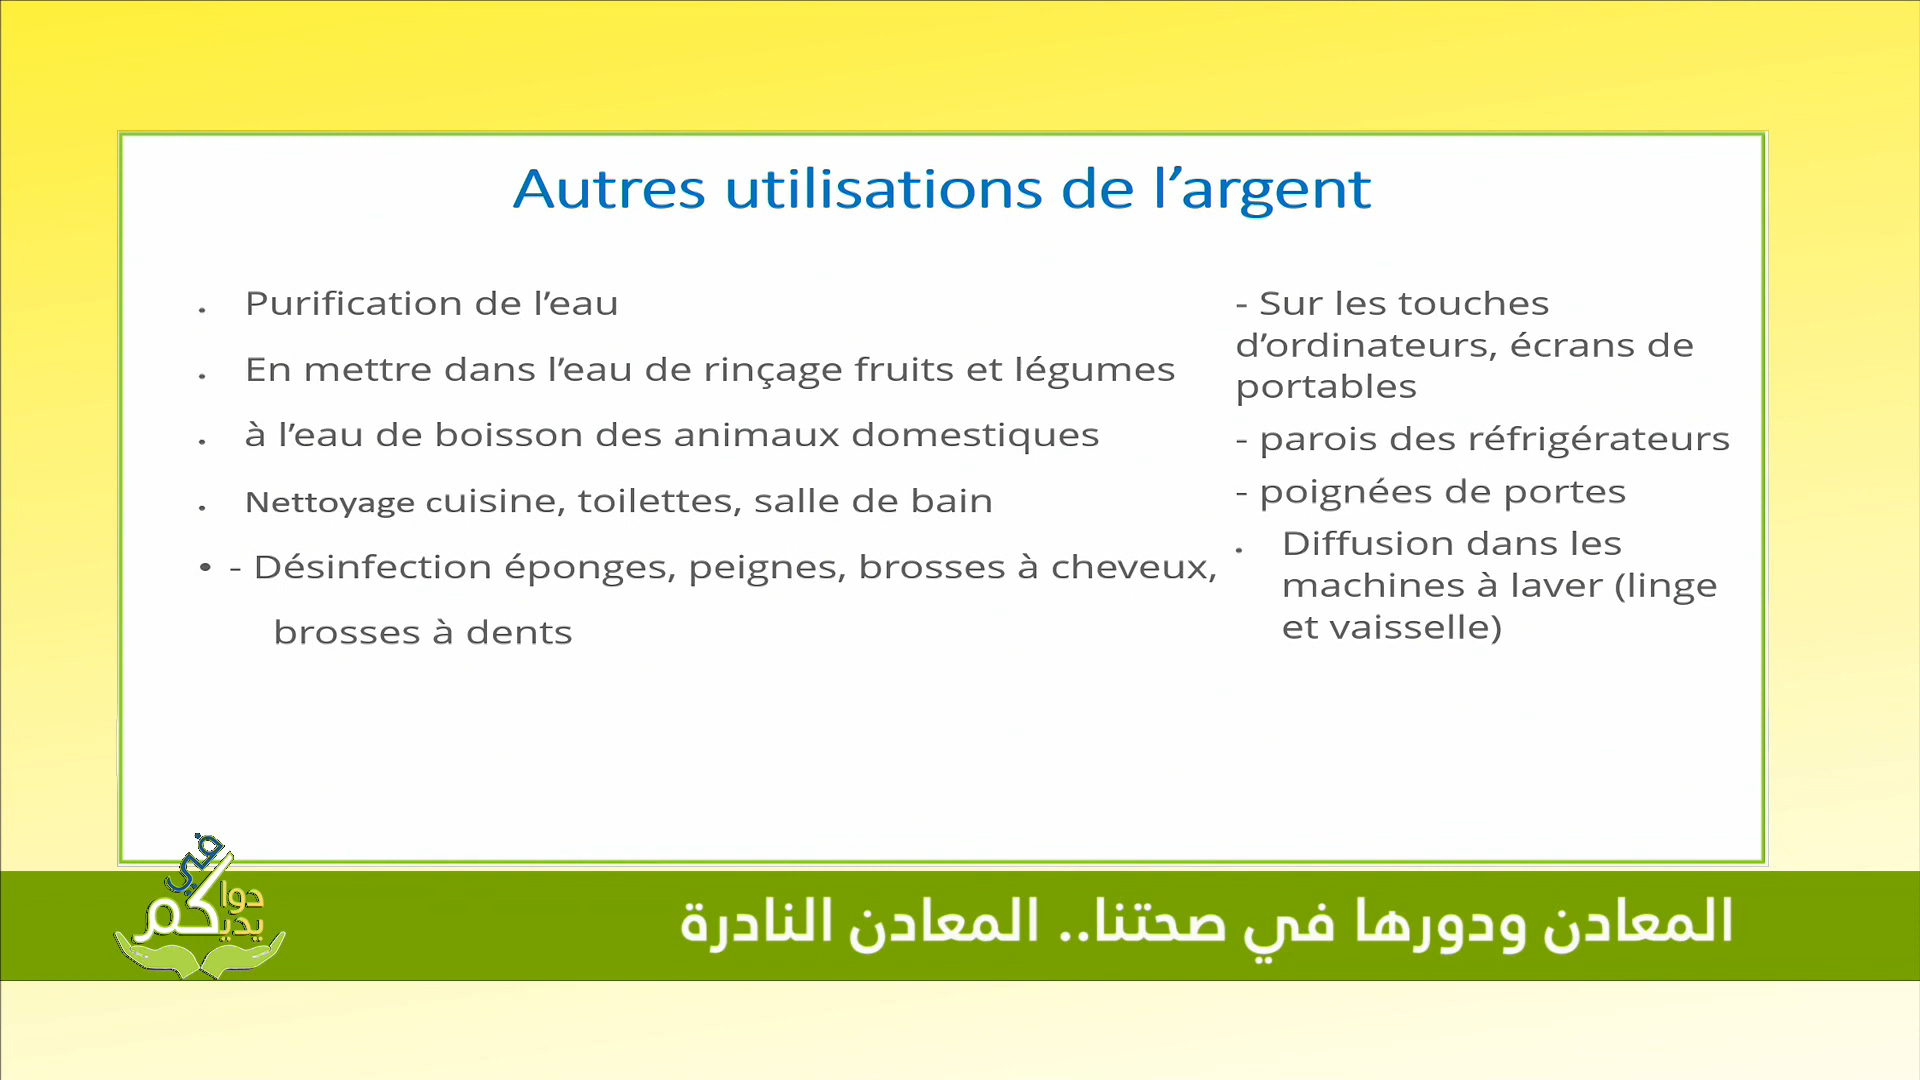 Autres utilisations de l’argent
. Purification de l’eau
. En mettre dans l’eau de rinçage fruits et légumes
. à l’eau de boisson des animaux domestiques
. Nettoyage cuisine, toilettes, salle de bain
• - Désinfection éponges, peignes, brosses à cheveux,
brosses à dents
- Sur les touches
d’ordinateurs, écrans de
portables
- parois des réfrigérateurs
- poignées de portes
. Diffusion dans les
machines à laver (linge
et vaisselle)
دواكم
في
يديكم
المعادن ودورها في صحتنا.. المعادن النادرة